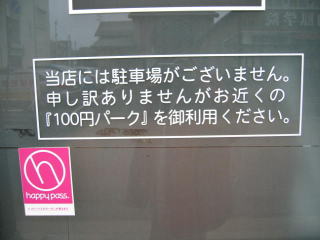 当店には駐車場がございません。
申し訳ありませんがお近くの
『100円パーク』を御利用ください。
h
happy pass.